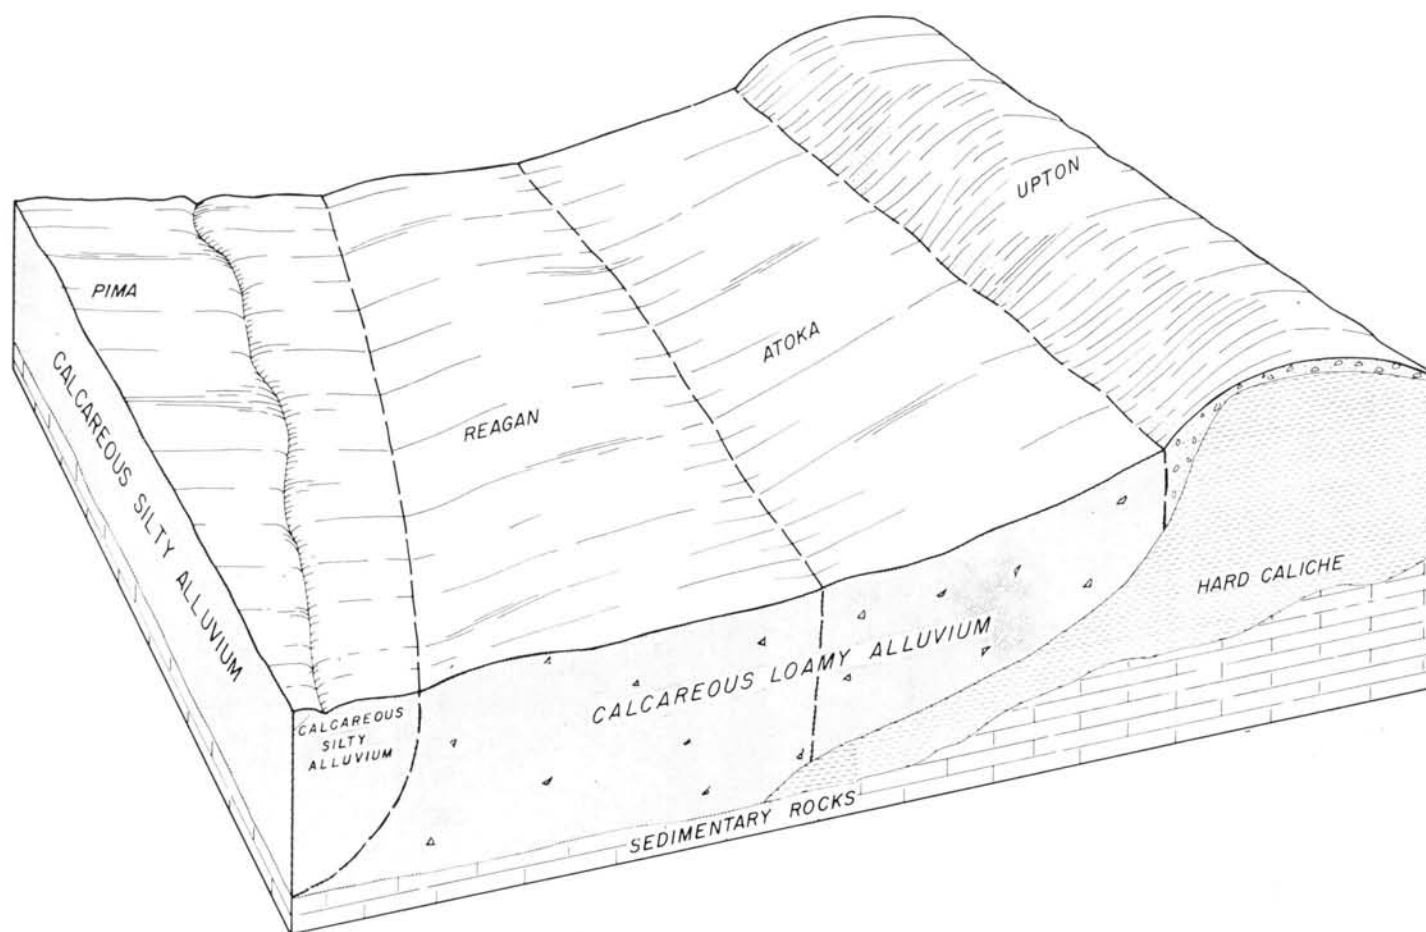 UPTON
PIMA
ATOKA
REAGAN
CALCAREOUS SILTY ALLUVIUM
HARD CALICHE
CALCAREOUS LOAMY ALLUVIUM
CALCAREOUS
SILTY
ALLUVIUM
SEDIMENTARY ROCKS